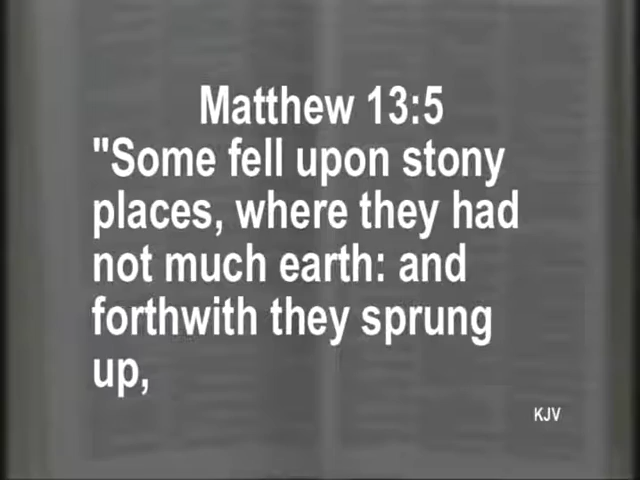 Matthew 13:5
"Some fell upon stony
places, where they had
not much earth: and
forthwith they sprung
up,
KJV